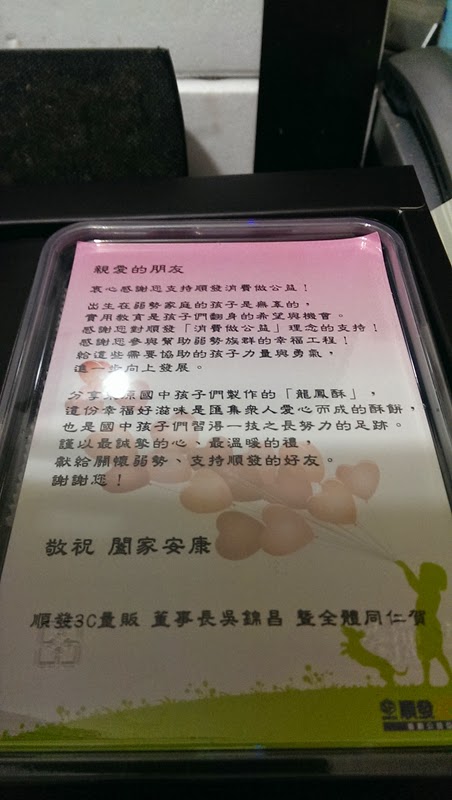 親愛的朋友
衷心感謝您支持順發消費做公益！
出生在弱勢家庭的孩子是無辜的，
實用教育是孩子們翻身的希望與機會。
感謝您對順發「消費做公益」理念的支持！
感謝您參與幫助弱勢族群的幸福工程！
給這些需要協助的孩子力量與勇氣，
進一步向上發展。
分享
國中孩子們製作的「龍鳳酥」，
這份幸福好滋味是匯集眾人愛心而成的酥餅，
也是國中孩子們習得一技之長努力的足跡。
謹以最誠摯的心、最溫暖的禮，
獻給關懷弱勢、支持順發的好友。
謝謝您！
敬祝 闔家安康
順發3C量販 董事長吳錦昌 暨全體同仁賀
順發